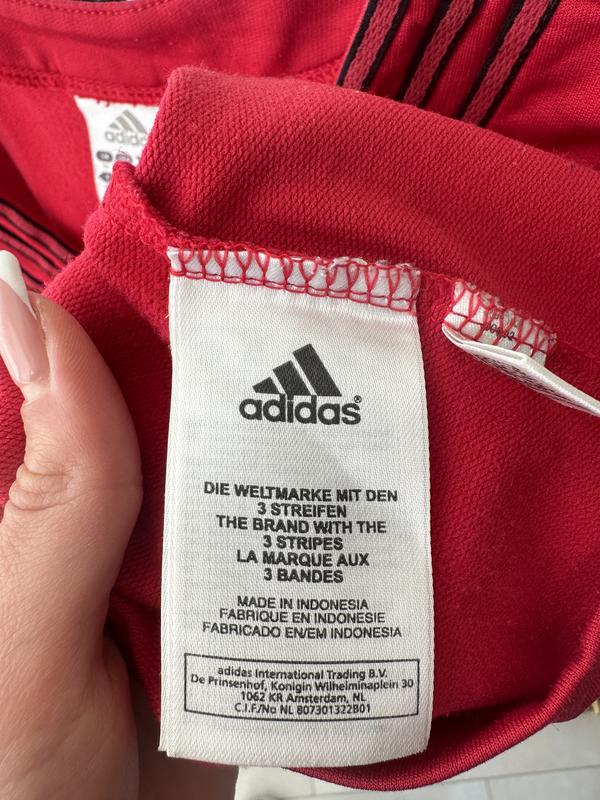 adidas
adidas®
DIE WELTMARKE MIT DEN
3 STREIFEN
THE BRAND WITH THE
3 STRIPES
LA MARQUE AUX
3 BANDES
MADE IN INDONESIA
FABRIQUE EN INDONESIE
FABRICADO EN/EM INDONESIA
adidas International Trading B.V.
De Prinsenhof, Konigin Wilhelminaplein 30
1062 KR Amsterdam, NL
C.I.F./No NL 807301322B01